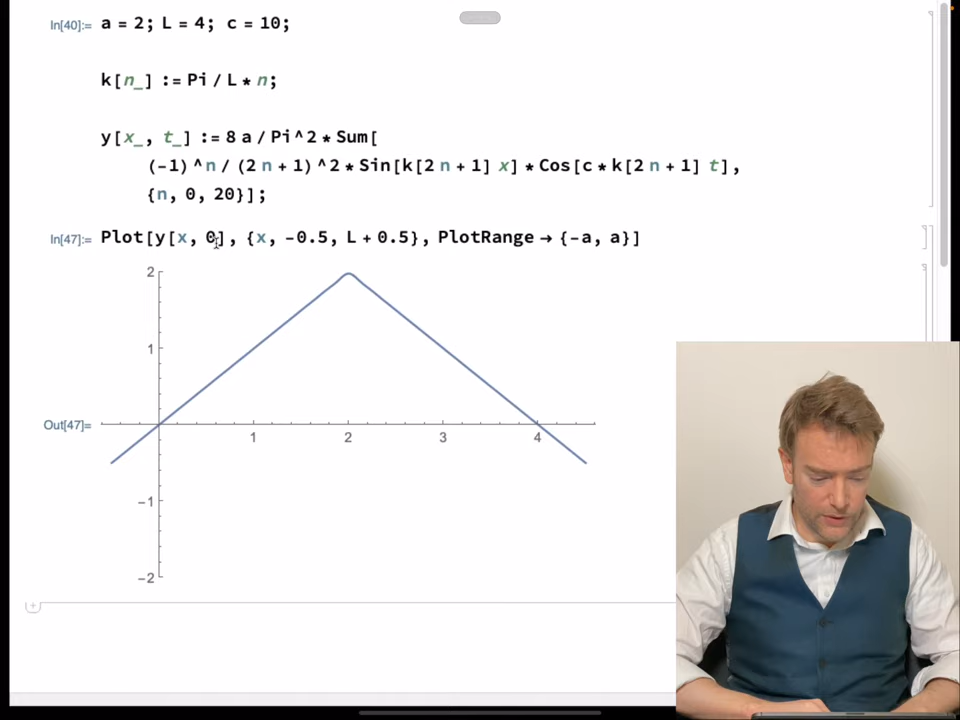 In[40]:= a = 2; L = 4; c = 10;
k[n_] := Pi / L * n;
y[x_, t_] := 8 a / Pi^2 * Sum[
(-1)^n / (2 n + 1)^2 * Sin[k[2 n + 1] x] * Cos[c * k[2 n + 1] t],
{n, 0, 20}];
In[47]:= Plot[y[x, 0], {x, -0.5, L + 0.5}, PlotRange → {-a, a}]
2
1
Out[47]=
1 2 3 4
-1
-2